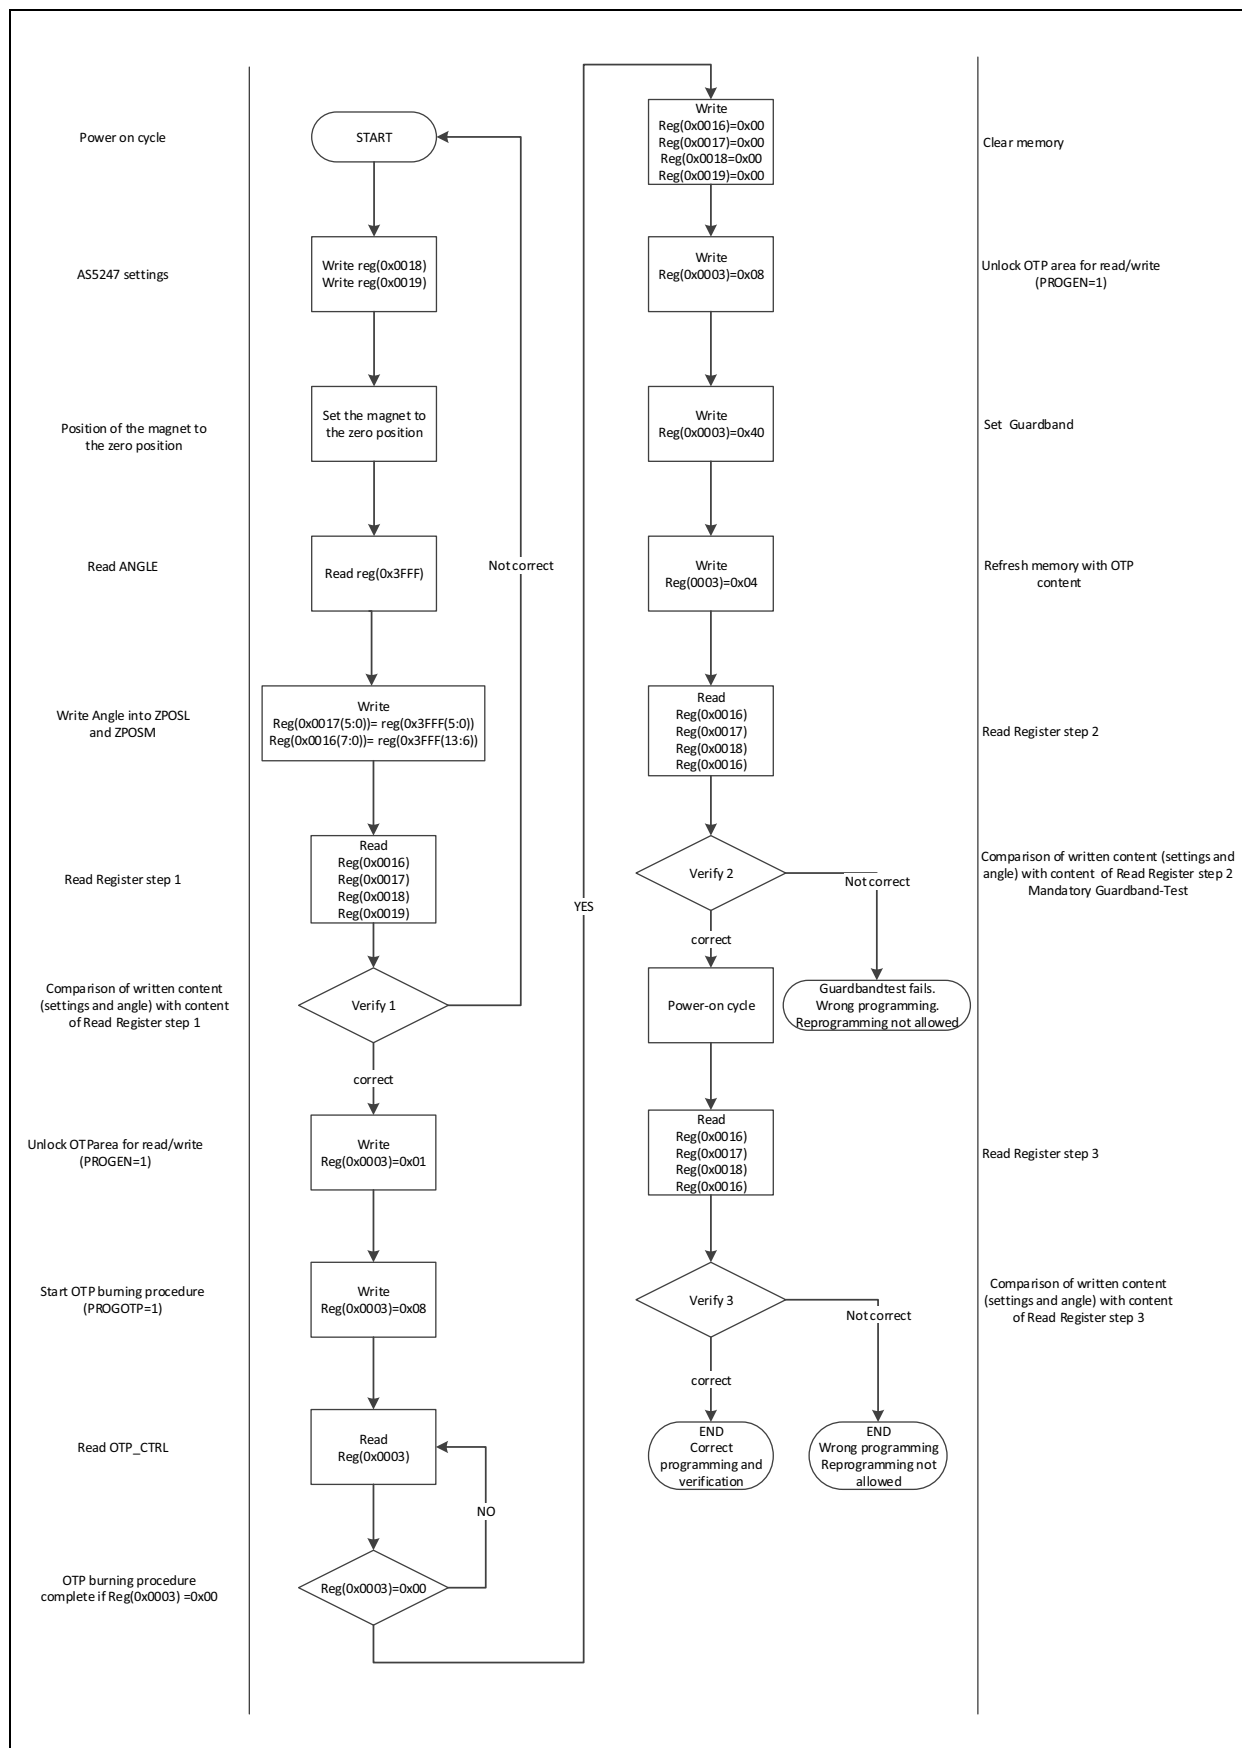 Power on cycle
START
AS5247 settings
Write reg(0x0018)
Write reg(0x0019)
Position of the magnet to
the zero position
Set the magnet to
the zero position
Read ANGLE
Read reg(0x3FFF)
Not correct
Write Angle into ZPOSL
and ZPOSM
Write
Reg(0x0017(5:0))= reg(0x3FFF(5:0))
Reg(0x0016(7:0))= reg(0x3FFF(13:6))
Read Register step 1
Read
Reg(0x0016)
Reg(0x0017)
Reg(0x0018)
Reg(0x0019)
Comparison of written content
(settings and angle) with content
of Read Register step 1
Verify 1
correct
Unlock OTParea for read/write
(PROGEN=1)
Write
Reg(0x0003)=0x01
Start OTP burning procedure
(PROGOTP=1)
Write
Reg(0x0003)=0x08
Read OTP_CTRL
Read
Reg(0x0003)
NO
OTP burning procedure
complete if Reg(0x0003) =0x00
Reg(0x0003)=0x00
YES
Write
Reg(0x0016)=0x00
Reg(0x0017)=0x00
Reg(0x0018=0x00
Reg(0x0019)=0x00
Clear memory
Write
Reg(0x0003)=0x08
Unlock OTP area for read/write
(PROGEN=1)
Write
Reg(0x0003)=0x40
Set Guardband
Write
Reg(0003)=0x04
Refresh memory with OTP
content
Read
Reg(0x0016)
Reg(0x0017)
Reg(0x0018)
Reg(0x0016)
Read Register step 2
Verify 2
Not correct
Comparison of written content (settings and
angle) with content of Read Register step 2
Mandatory Guardband-Test
correct
Power-on cycle
Guardbandtest fails.
Wrong programming.
Reprogramming not allowed
Read
Reg(0x0016)
Reg(0x0017)
Reg(0x0018)
Reg(0x0016)
Read Register step 3
Verify 3
Not correct
Comparison of written content
(settings and angle) with content
of Read Register step 3
correct
END
Correct
programming and
verification
END
Wrong programming
Reprogramming not
allowed